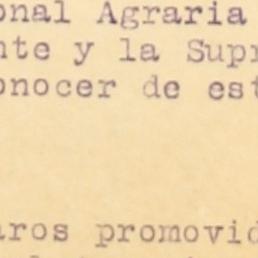 onal Agraria
nte y la Supr
onocer de est
aros promovid